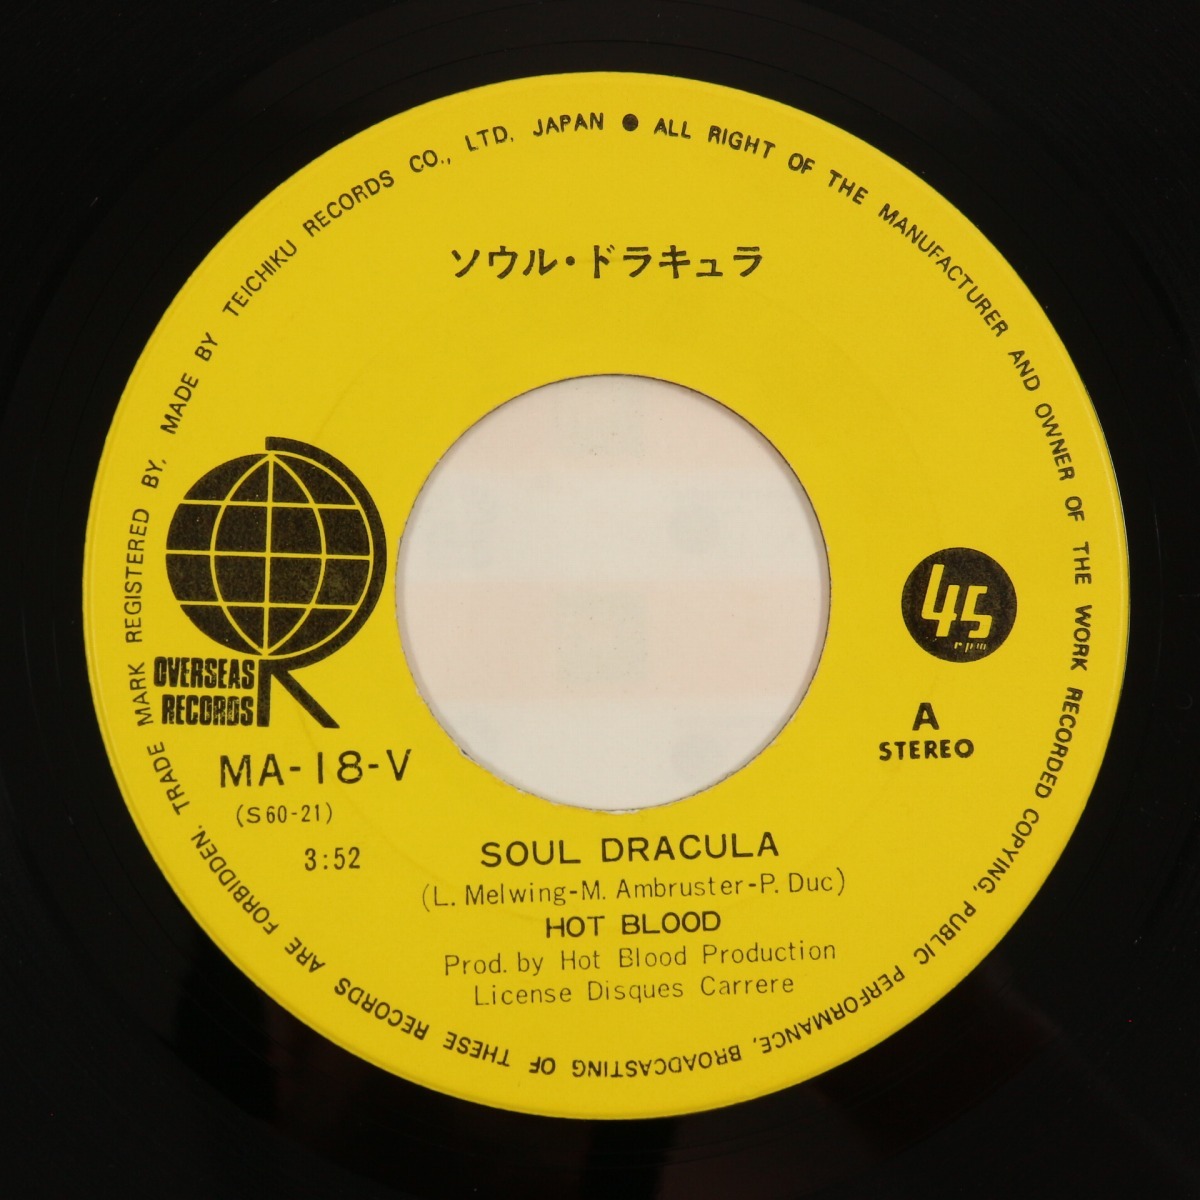 TRADE MARK REGISTERED BY, MADE BY TEICHIKU RECORDS CO., LTD. JAPAN ● ALL RIGHT OF THE MANUFACTURER AND OWNER OF THE WORK RECORDED COPYING, PUBLIC PERFORMANCE, BROADCASTING OF THESE RECORDS ARE FORBIDDEN.
ソウル・ドラキュラ
OVERSEAS
RECORDS
45
rpm
A
STEREO
MA-18-V
(S60-21)
3:52
SOUL DRACULA
(L. Melwing-M. Ambruster-P. Duc)
HOT BLOOD
Prod. by Hot Blood Production
License Disques Carrere